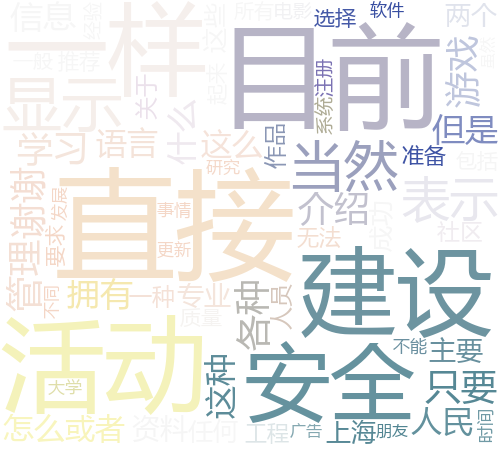 信息
一样
目前
选择
软件
两个
这些
所有
电影
推荐
显示
关于
什么
起来
系统
注册
游戏
但是
学习
语言
这么
作品
当然
准备
包括
研究
介绍
表示
管理
谢谢
要求
发展
直接
事情
更新
无法
成功
社区
建设
不同
拥有
一种
专业
质量
各种
人员
活动
大学
这种
安全
不能
主要
只要
怎么
或者
资料
任何
工程
广告
上海
朋友
人民
时间